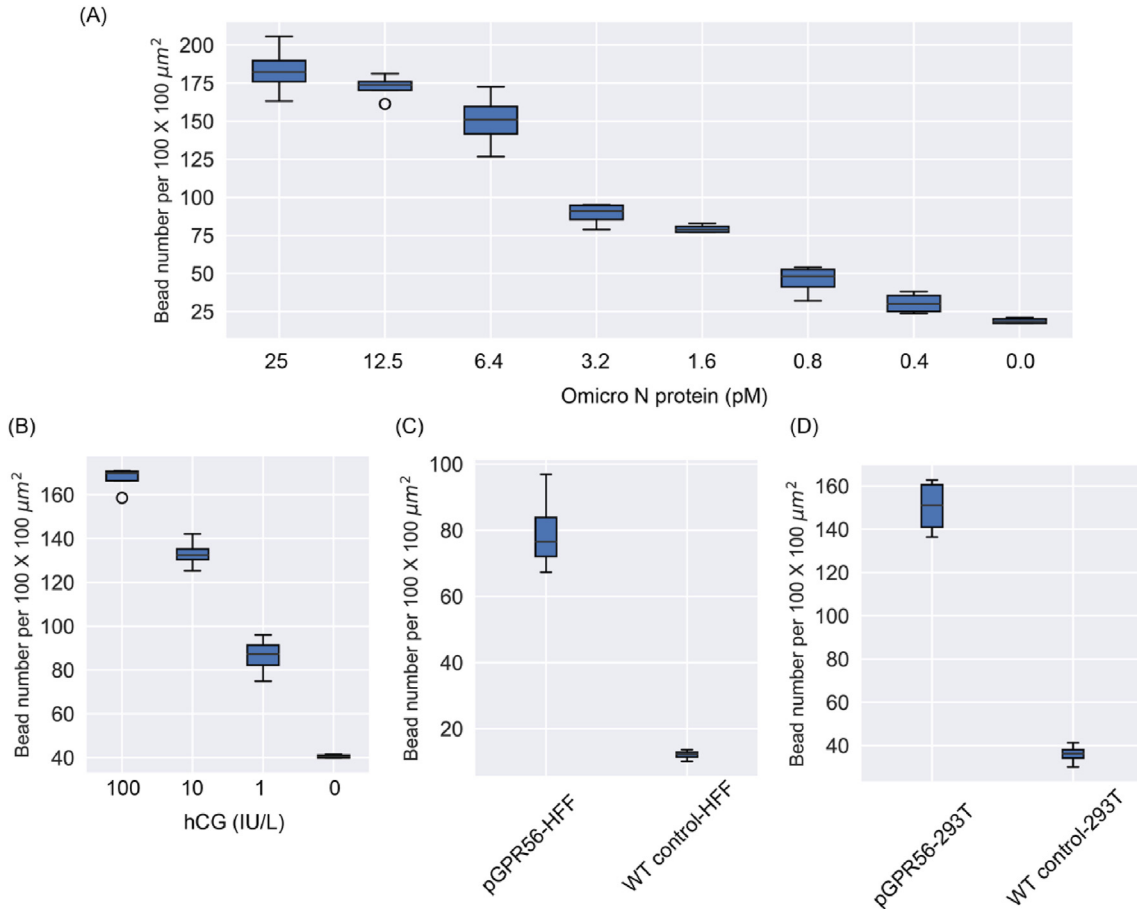 (A)
Bead number per 100 X 100 μm²
200
175
150
125
100
75
50
25
25 12.5 6.4 3.2 1.6 0.8 0.4 0.0
Omicro N protein (pM)
(B)
Bead number per 100 X 100 μm²
160
140
120
100
80
60
40
100 10 1 0
hCG (IU/L)
(C)
Bead number per 100 X 100 μm²
100
80
60
40
20
pGPR56-HFF
WT control-HFF
(D)
Bead number per 100 X 100 μm²
160
140
120
100
80
60
40
pGPR56-293T
WT control-293T